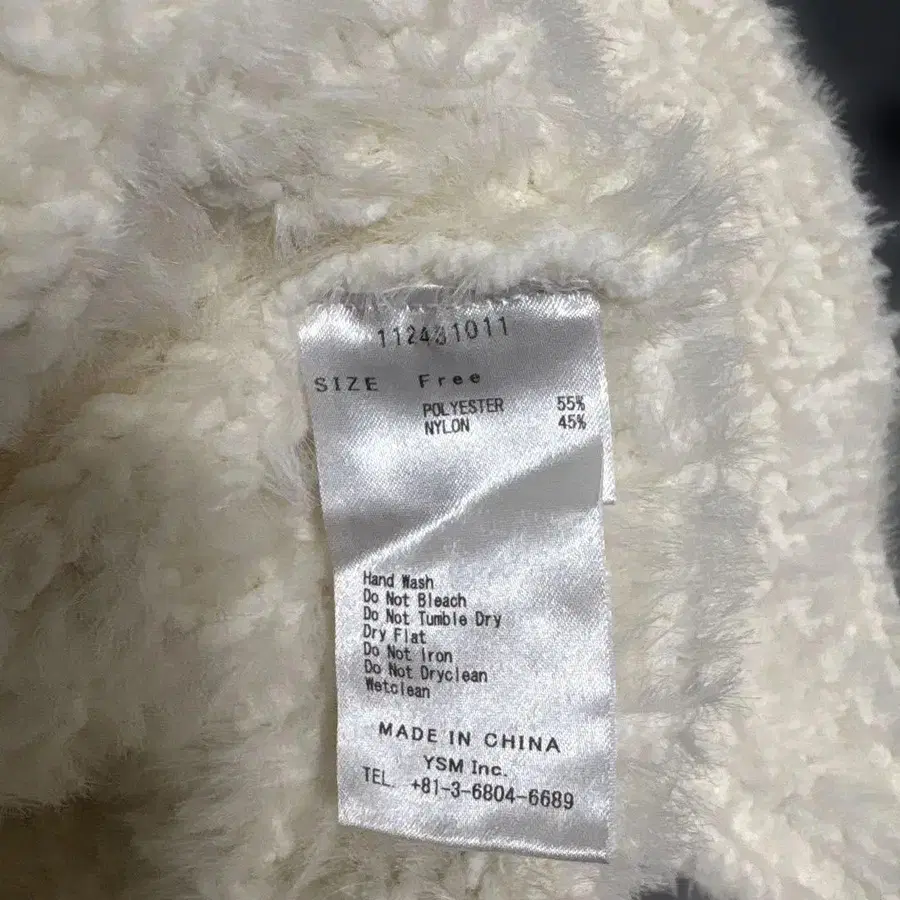 112431011
SIZE Free
POLYESTER 55%
NYLON 45%
Hand Wash
Do Not Bleach
Do Not Tumble Dry
Dry Flat
Do Not Iron
Do Not Dryclean
Wetclean
MADE IN CHINA
YSM Inc.
TEL +81-3-6804-6689